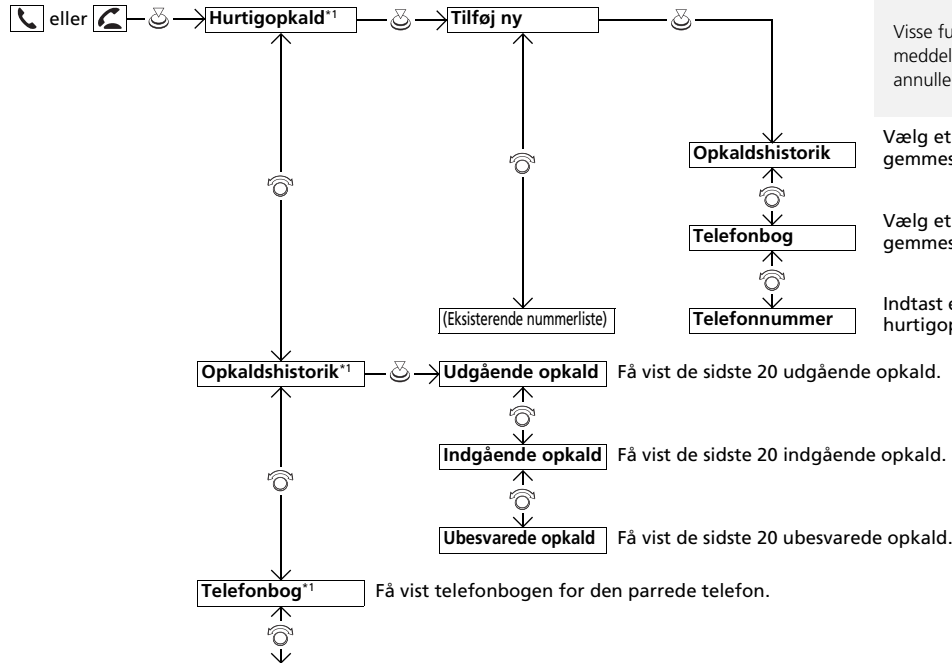 eller Hurtigopkald*1 Tilføj ny
Visse fu
meddel
annulle
Opkaldshistorik Vælg et
gemmes
Telefonbog Vælg et
gemmes
(Eksisterende nummerliste) Telefonnummer Indtast e
hurtigop
Opkaldshistorik*1 Udgående opkald Få vist de sidste 20 udgående opkald.
Indgående opkald Få vist de sidste 20 indgående opkald.
Ubesvarede opkald Få vist de sidste 20 ubesvarede opkald.
Telefonbog*1 Få vist telefonbogen for den parrede telefon.